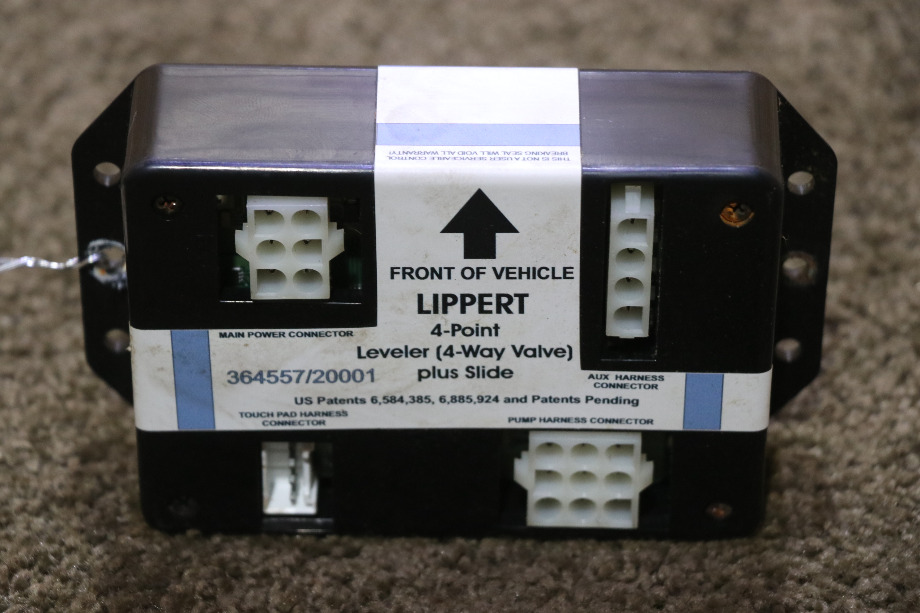 THIS IS NOT A USER SERVICEABLE CONTROL
BREAKING SEAL WILL VOID ALL WARRANTY!
FRONT OF VEHICLE
LIPPERT
4-Point
Leveler (4-Way Valve)
plus Slide
MAIN POWER CONNECTOR
364557/20001
AUX HARNESS
CONNECTOR
US Patents 6,584,385, 6,885,924 and Patents Pending
TOUCH PAD HARNESS
CONNECTOR
PUMP HARNESS CONNECTOR